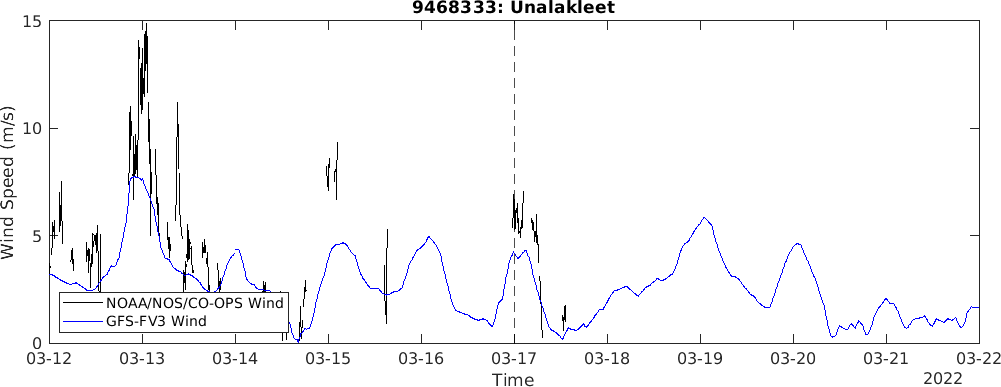 9468333: Unalakleet
Wind Speed (m/s)
15
10
5
0
NOAA/NOS/CO-OPS Wind
GFS-FV3 Wind
03-12 03-13 03-14 03-15 03-16 03-17 03-18 03-19 03-20 03-21 03-22
Time
2022